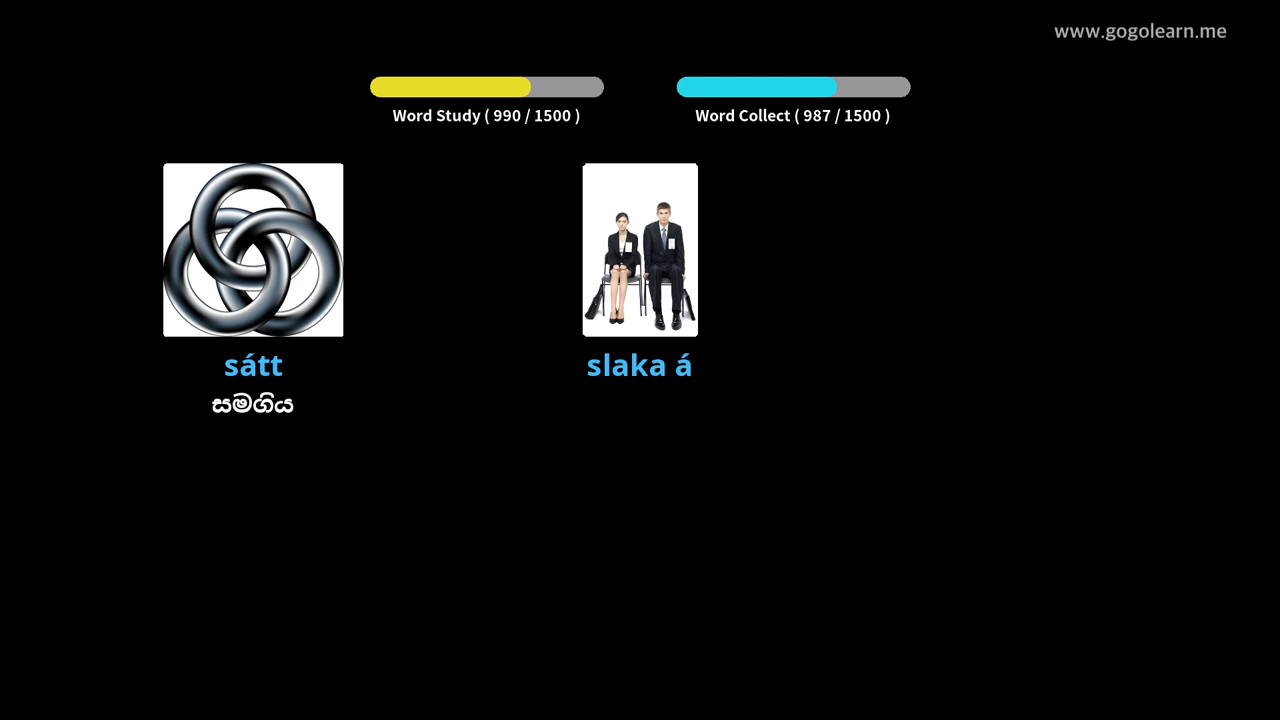 www.gogolearn.me
Word Study ( 990 / 1500 )
Word Collect ( 987 / 1500 )
sátt
සමගිය
slaka á